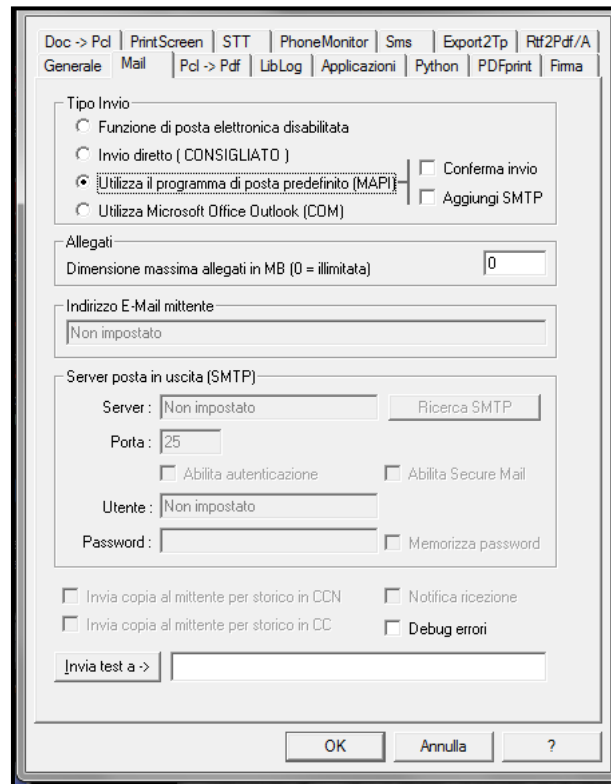 Doc -> Pcl PrintScreen STT PhoneMonitor Sms Export2Tp Rtf2Pdf/A
Generale Mail Pcl -> Pdf LibLog Applicazioni Python PDFprint Firma
Tipo Invio
Funzione di posta elettronica disabilitata
Invio diretto ( CONSIGLIATO )
Utilizza il programma di posta predefinito (MAPI)
Conferma invio
Aggiungi SMTP
Utilizza Microsoft Office Outlook (COM)
Allegati
Dimensione massima allegati in MB (0 = illimitata) 0
Indirizzo E-Mail mittente
Non impostato
Server posta in uscita (SMTP)
Server : Non impostato Ricerca SMTP
Porta : 25
Abilita autenticazione Abilita Secure Mail
Utente : Non impostato
Password : Memorizza password
Invia copia al mittente per storico in CCN Notifica ricezione
Invia copia al mittente per storico in CC Debug errori
Invia test a ->
OK Annulla ?